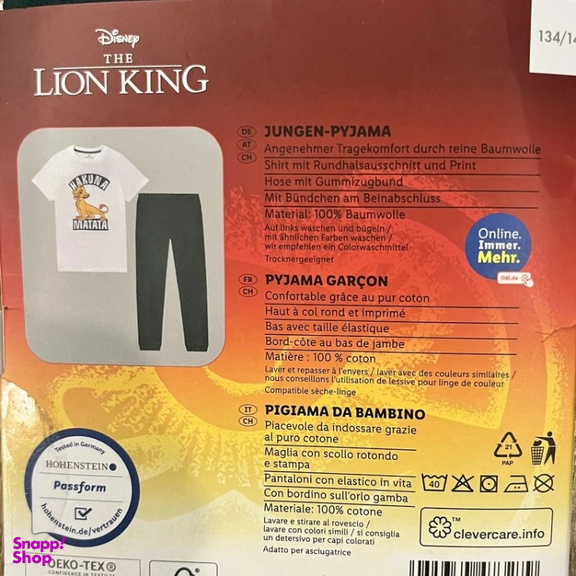 Disney
THE
LION KING
134/14
HAKUNA
MATATA
DE
AT
CH
JUNGEN-PYJAMA
Angenehmer Tragekomfort durch reine Baumwolle
Shirt mit Rundhalsausschnitt und Print
Hose mit Gummizugbund
Mit Bündchen am Beinabschluss
Material: 100% Baumwolle
Auf links waschen und bügeln /
mit ähnlichen Farben waschen /
wir empfehlen ein Colorwaschmittel
Trocknergeeignet
Online.
Immer.
Mehr.
lidl.de
FR
CH
PYJAMA GARÇON
Confortable grâce au pur coton
Haut à col rond et imprimé
Bas avec taille élastique
Bord-côte au bas de jambe
Matière : 100 % coton
Laver et repasser à l'envers / laver avec des couleurs similaires /
nous conseillons l'utilisation de lessive pour linge de couleur
Compatible sèche-linge
IT
CH
PIGIAMA DA BAMBINO
Piacevole da indossare grazie
al puro cotone
Maglia con scollo rotondo
e stampa
Pantaloni con elastico in vita
Con bordino sull'orlo gamba
Materiale: 100% cotone
Lavare e stirare al rovescio /
lavare con colori simili / si consiglia
un detersivo per capi colorati
Adatto per asciugatrice
21
PAP
40
TM
clevercare.info
Tested in Germany
HOHENSTEIN
Passform
hohenstein.de/vertrauen
OEKO-TEX®
CONFIDENCE IN TEXTILES
Snapp!
Shop